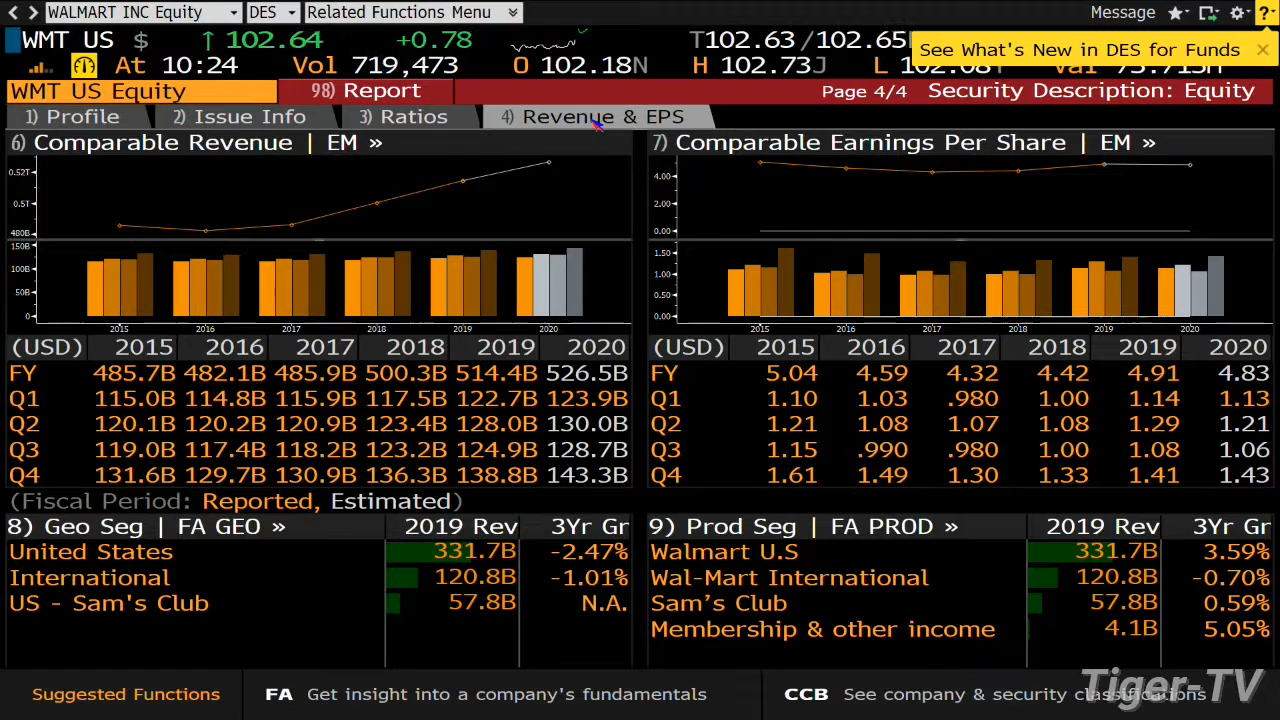 WALMART INC Equity DES Related Functions Menu Message ?
WMT US $ ↑ 102.64 +0.78 T102.63 / 102.65
See What's New in DES for Funds ×
At 10:24 Vol 719,473 O 102.18N H 102.73J
WMT US Equity 98) Report Page 4/4 Security Description: Equity
1) Profile 2) Issue Info 3) Ratios 4) Revenue & EPS
6) Comparable Revenue | EM » 7) Comparable Earnings Per Share | EM »
0.52T 4.00
0.5T 2.00
480B 0.00
150B 1.50
100B 1.00
50B 0.50
0 0.00
2015 2016 2017 2018 2019 2020 2015 2016 2017 2018 2019 2020
(USD) 2015 2016 2017 2018 2019 2020 (USD) 2015 2016 2017 2018 2019 2020
FY 485.7B 482.1B 485.9B 500.3B 514.4B 526.5B FY 5.04 4.59 4.32 4.42 4.91 4.83
Q1 115.0B 114.8B 115.9B 117.5B 122.7B 123.9B Q1 1.10 1.03 .980 1.00 1.14 1.13
Q2 120.1B 120.2B 120.9B 123.4B 128.0B 130.0B Q2 1.21 1.08 1.07 1.08 1.29 1.21
Q3 119.0B 117.4B 118.2B 123.2B 124.9B 128.7B Q3 1.15 .990 .980 1.00 1.08 1.06
Q4 131.6B 129.7B 130.9B 136.3B 138.8B 143.3B Q4 1.61 1.49 1.30 1.33 1.41 1.43
(Fiscal Period: Reported, Estimated)
8) Geo Seg | FA GEO » 2019 Rev 3Yr Gr 9) Prod Seg | FA PROD » 2019 Rev 3Yr Gr
United States 331.7B -2.47% Walmart U.S 331.7B 3.59%
International 120.8B -1.01% Wal-Mart International 120.8B -0.70%
US - Sam's Club 57.8B N.A. Sam's Club 57.8B 0.59%
Membership & other income 4.1B 5.05%
Suggested Functions FA Get insight into a company's fundamentals CCB See company & security classifications
Tiger-TV